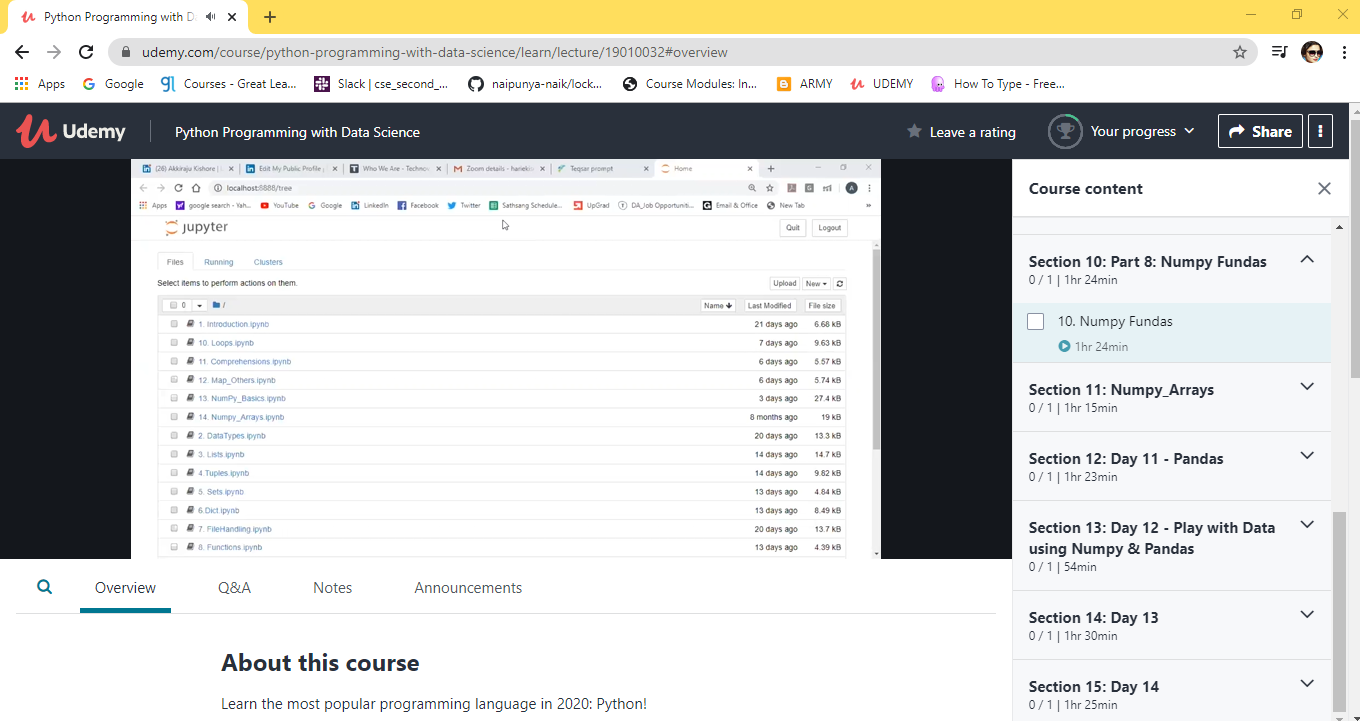 Python Programming with Da
udemy.com/course/python-programming-with-data-science/learn/lecture/19010032#overview
Apps Google Courses - Great Lea... Slack | cse_second_... naipunya-naik/lock... Course Modules: In... ARMY UDEMY How To Type - Free...
Udemy Python Programming with Data Science Leave a rating Your progress Share
(26) Akkiraju Kishore | Edit My Public Profile Who We Are - Techno Zoom details - Teqsar prompt Home
localhost:8888/tree
Apps google search - Yah... YouTube Google LinkedIn Facebook Twitter Sathsang Schedule... UpGrad DA_Job Opportuniti... Email & Office New Tab
jupyter Quit Logout
Files Running Clusters
Select items to perform actions on them. Upload New
0 / Name Last Modified File size
1. Introduction.ipynb 21 days ago 6.68 kB
10. Loops.ipynb 7 days ago 9.63 kB
11. Comprehensions.ipynb 6 days ago 5.57 kB
12. Map_Others.ipynb 6 days ago 5.74 kB
13. NumPy_Basics.ipynb 3 days ago 27.4 kB
14. Numpy_Arrays.ipynb 8 months ago 19 kB
2. DataTypes.ipynb 20 days ago 13.3 kB
3. Lists.ipynb 14 days ago 14.7 kB
4.Tuples.ipynb 14 days ago 9.82 kB
5. Sets.ipynb 13 days ago 4.84 kB
6.Dict.ipynb 13 days ago 8.49 kB
7. FileHandling.ipynb 20 days ago 13.7 kB
8. Functions.ipynb 13 days ago 4.39 kB
Course content
Section 10: Part 8: Numpy Fundas
0 / 1 | 1hr 24min
10. Numpy Fundas
1hr 24min
Section 11: Numpy_Arrays
0 / 1 | 1hr 15min
Section 12: Day 11 - Pandas
0 / 1 | 1hr 23min
Section 13: Day 12 - Play with Data
using Numpy & Pandas
0 / 1 | 54min
Section 14: Day 13
0 / 1 | 1hr 30min
Section 15: Day 14
0 / 1 | 1hr 25min
Overview Q&A Notes Announcements
About this course
Learn the most popular programming language in 2020: Python!